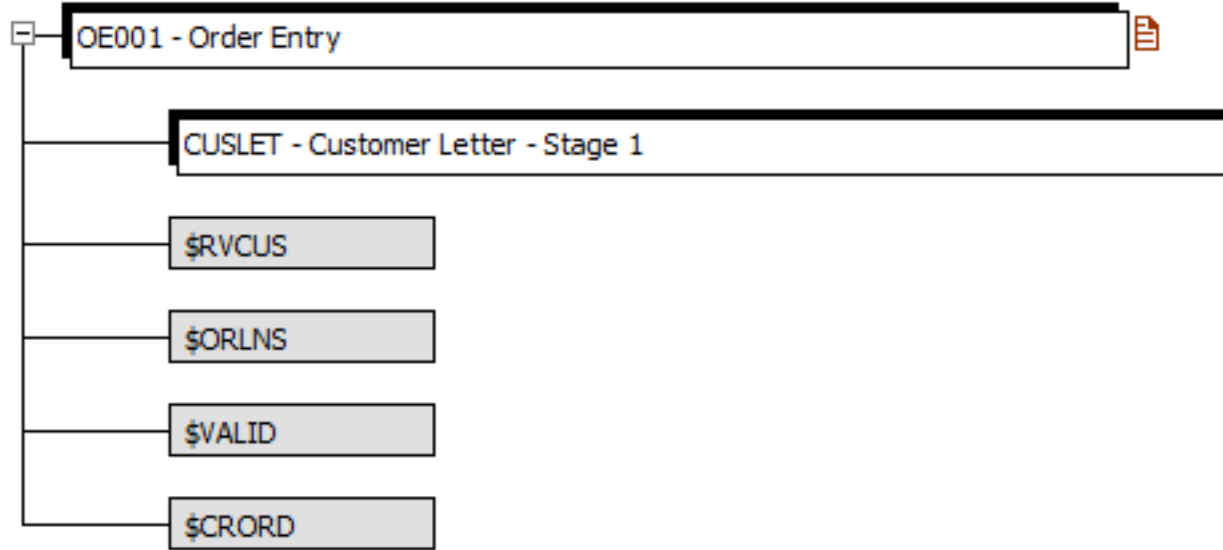 OE001 - Order Entry
CUSLET - Customer Letter - Stage 1
$RVCUS
$ORLNS
$VALID
$CRORD